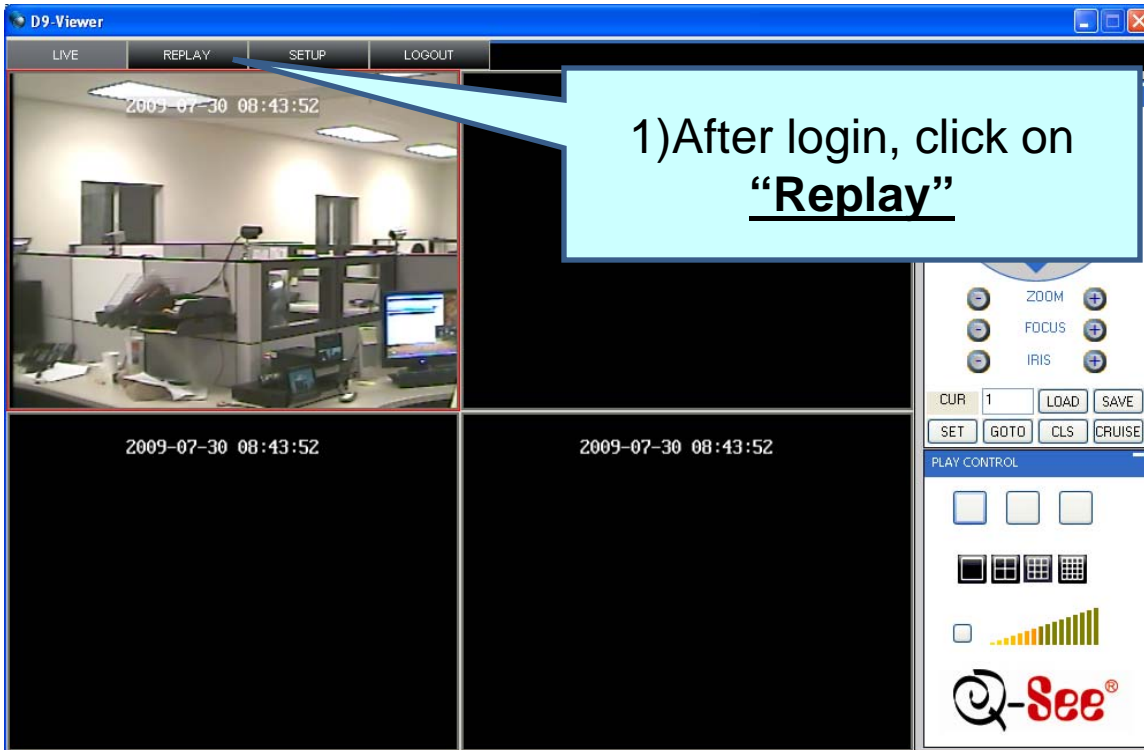 D9-Viewer
LIVE REPLAY SETUP LOGOUT
2009-07-30 08:43:52
1)After login, click on
“Replay”
ZOOM
FOCUS
IRIS
CUR 1 LOAD SAVE
SET GOTO CLS CRUISE
2009-07-30 08:43:52 2009-07-30 08:43:52
PLAY CONTROL
Q-See®